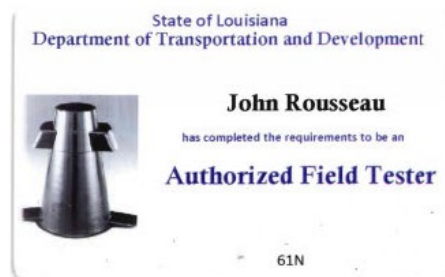 State of Louisiana
Department of Transportation and Development
John Rousseau
has completed the requirements to be an
Authorized Field Tester
61N